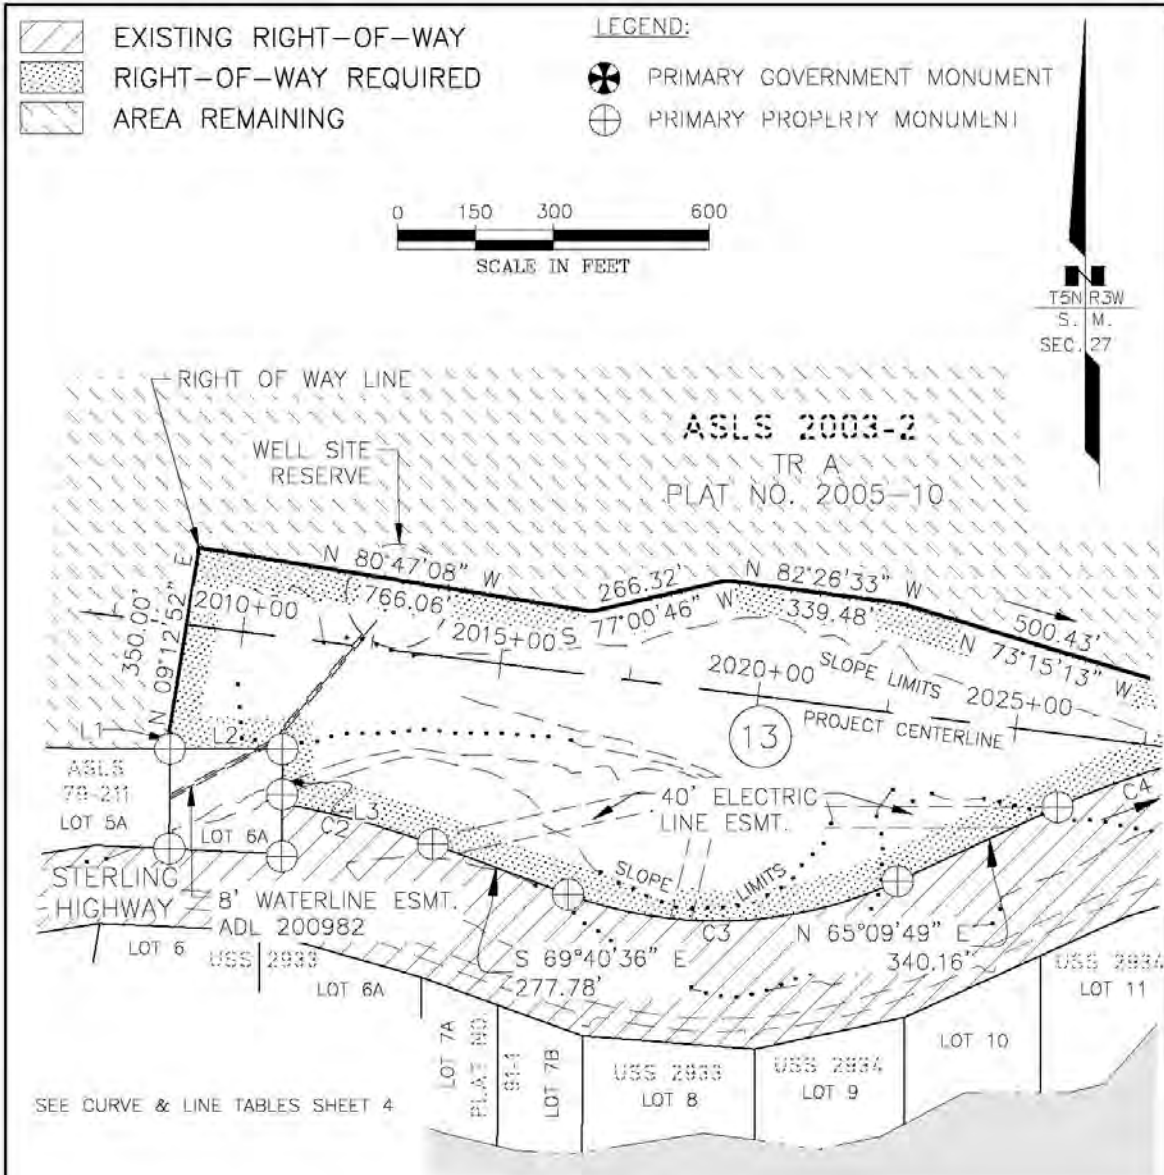 EXISTING RIGHT-OF-WAY
RIGHT-OF-WAY REQUIRED
AREA REMAINING
LEGEND:
PRIMARY GOVERNMENT MONUMENT
PRIMARY PROPERTY MONUMENT
0 150 300 600
SCALE IN FEET
N
T5N R3W
S. M.
SEC. 27
RIGHT OF WAY LINE
WELL SITE
RESERVE
ASLS 2003-2
TR A
PLAT NO. 2005-10
N 80°47'08" W
766.06'
266.32'
S 77°00'46" W
N 82°26'33" W
339.48'
500.43'
N 73°15'13" W
350.00'
N 09°12'52" E
2010+00
2015+00
2020+00
2025+00
SLOPE LIMITS
PROJECT CENTERLINE
13
L1
L2
L3
C2
ASLS
79-211
LOT 5A
LOT 6A
40' ELECTRIC
LINE ESMT.
C4
STERLING
HIGHWAY
8' WATERLINE ESMT.
ADL 200982
SLOPE LIMITS
C3
S 69°40'36" E
277.78'
N 65°09'49" E
340.16'
LOT 6
USS 2933
LOT 6A
LOT 7A
PLAT NO
91-1
LOT 7B
USS 2933
LOT 8
USS 2934
LOT 9
LOT 10
USS 2934
LOT 11
SEE CURVE & LINE TABLES SHEET 4